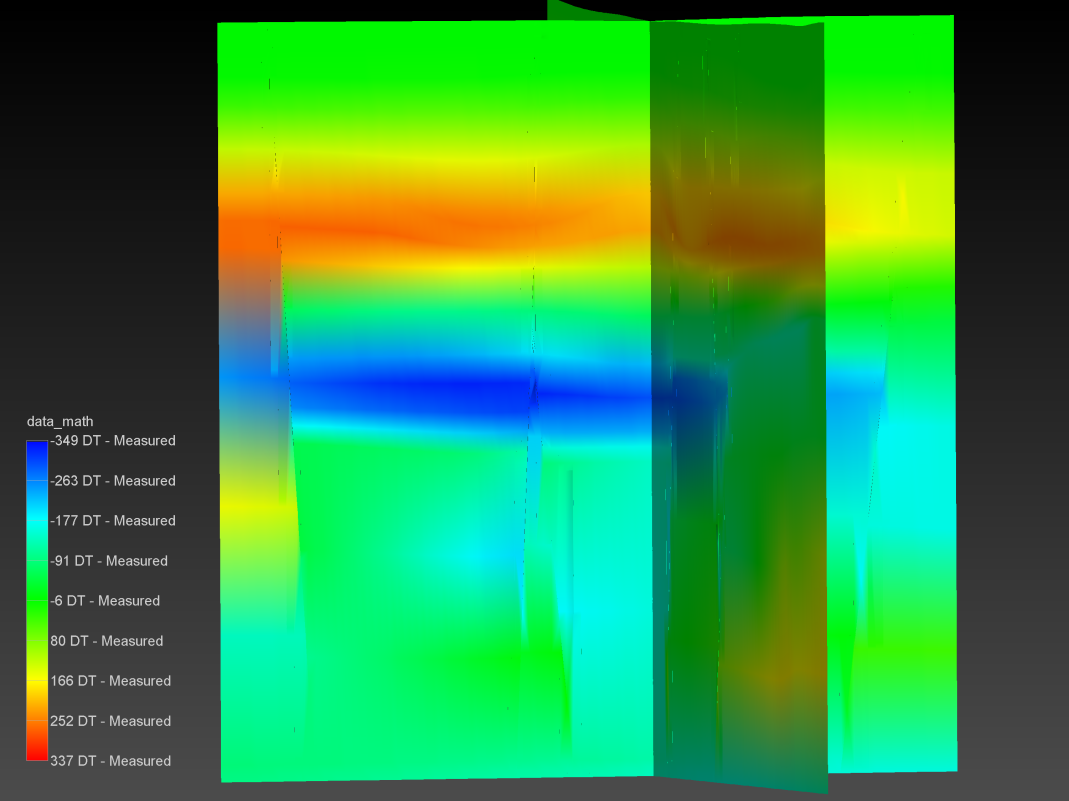 data_math
-349 DT - Measured
-263 DT - Measured
-177 DT - Measured
-91 DT - Measured
-6 DT - Measured
80 DT - Measured
166 DT - Measured
252 DT - Measured
337 DT - Measured